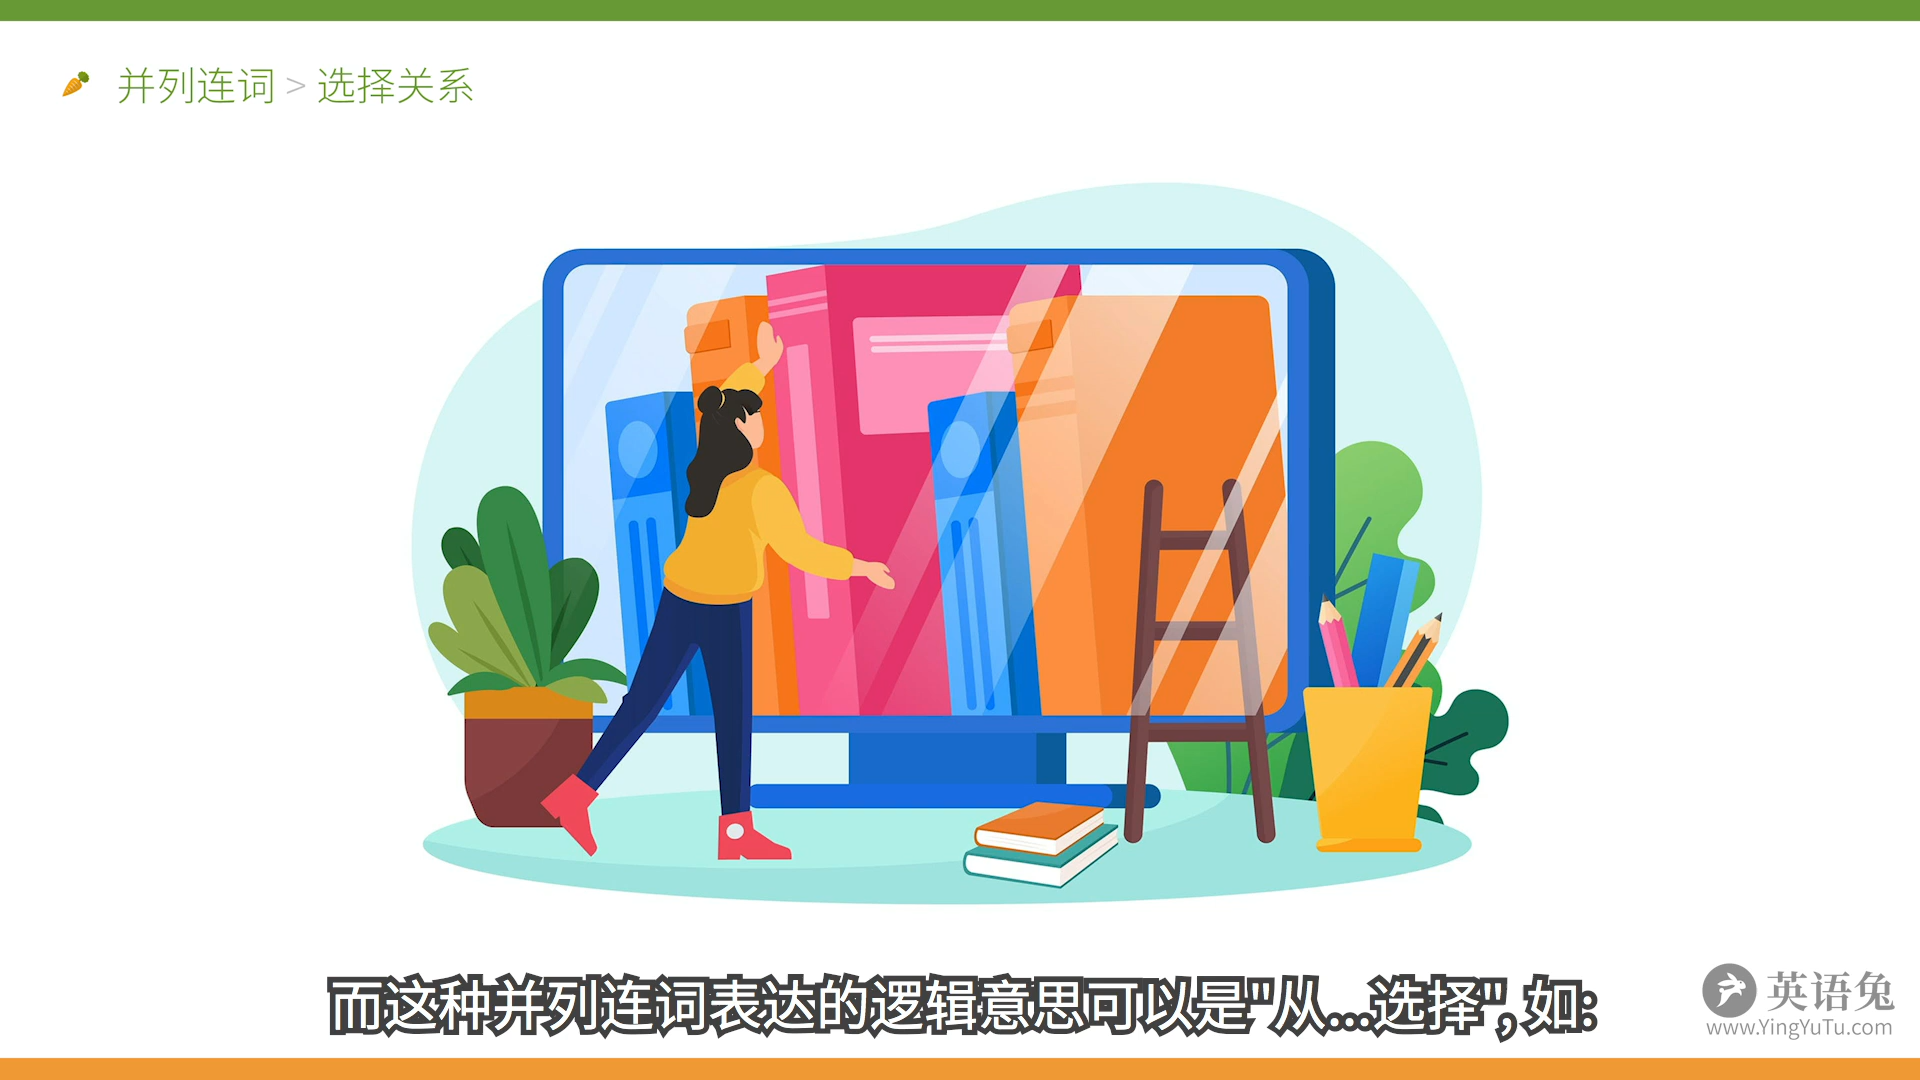 并列连词 > 选择关系
而这种并列连词表达的逻辑意思可以是"从...选择", 如:
英语兔
www.YingYuTu.com